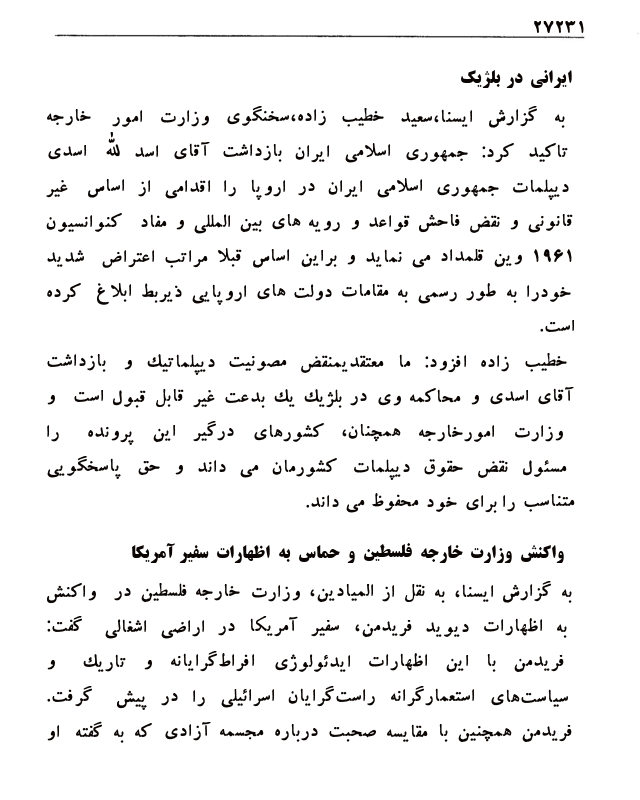 ۲۷۲۳۱
ایرانی در بلژیک
به گزارش ایسنا،سعید خطیب زاده،سخنگوی وزارت امور خارجه
تاکید کرد: جمهوری اسلامی ایران بازداشت آقای اسد الله اسدی
دیپلمات جمهوری اسلامی ایران در اروپا را اقدامی از اساس غیر
قانونی و نقض فاحش قواعد و رویه های بین المللی و مفاد کنوانسیون
۱۹۶۱ وین قلمداد می نماید و براین اساس قبلا مراتب اعتراض شدید
خودرا به طور رسمی به مقامات دولت های اروپایی ذیربط ابلاغ کرده
است.
خطیب زاده افزود: ما معتقدیمنقض مصونیت دیپلماتیك و بازداشت
آقای اسدی و محاکمه وی در بلژیك یك بدعت غیر قابل قبول است و
وزارت امورخارجه همچنان، کشورهای درگیر این پرونده را
مسئول نقض حقوق دیپلمات کشورمان می داند و حق پاسخگویی
متناسب را برای خود محفوظ می داند.
واکنش وزارت خارجه فلسطین و حماس به اظهارات سفیر آمریکا
به گزارش ایسنا، به نقل از المیادین، وزارت خارجه فلسطین در واکنش
به اظهارات دیوید فریدمن، سفیر آمریکا در اراضی اشغالی گفت:
فریدمن با این اظهارات ایدئولوژی افراط‌گرایانه و تاریك و
سیاست‌های استعمارگرانه راست‌گرایان اسرائیلی را در پیش گرفت.
فریدمن همچنین با مقایسه صحبت درباره مجسمه آزادی که به گفته او